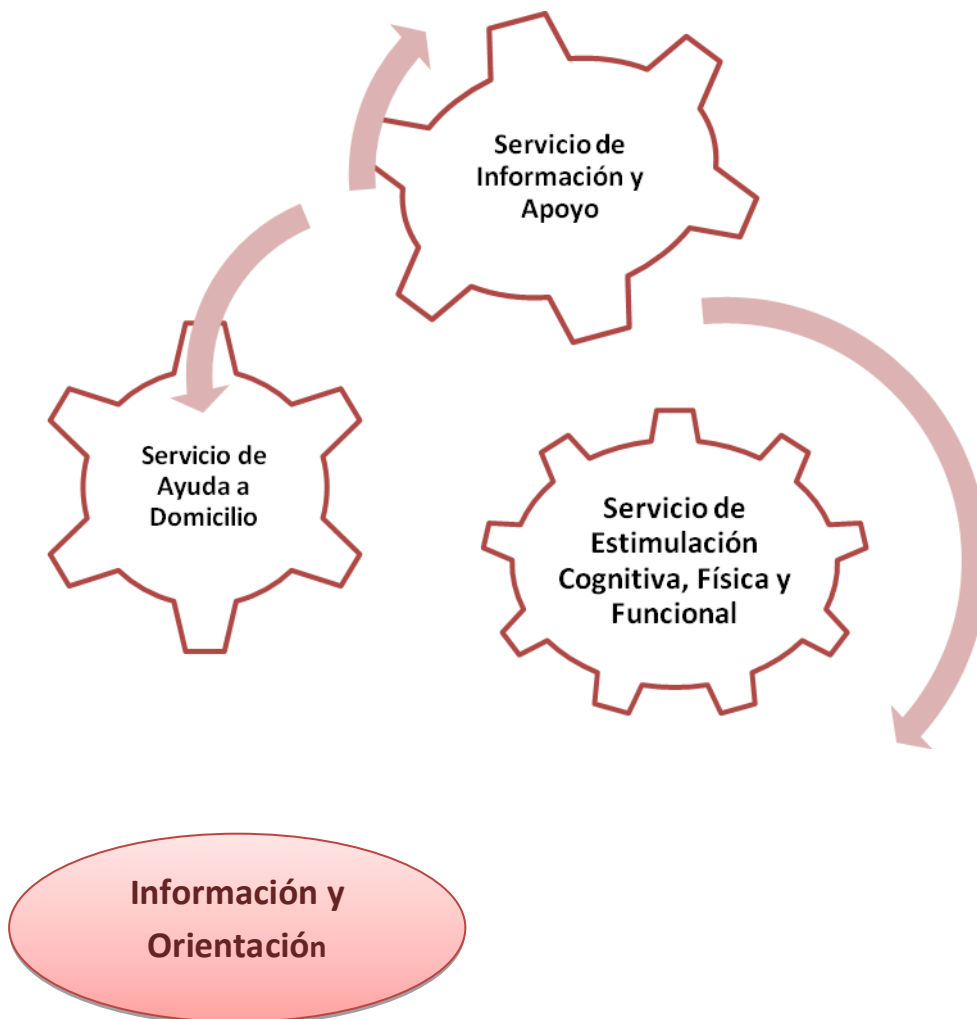 Servicio de
Información y
Apoyo
Servicio de
Ayuda a
Domicilio
Servicio de
Estimulación
Cognitiva, Física y
Funcional
Información y
Orientación